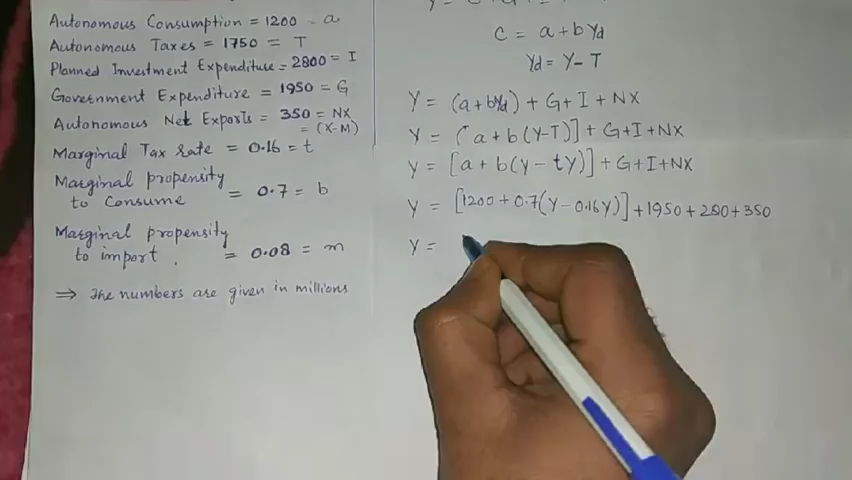 Autonomous Consumption = 1200 - a
Autonomous Taxes = 1750 = T
Planned Investment Expenditure = 2800 = I
Government Expenditure = 1950 = G
Autonomous Net Exports = 350 = NX
= (X-M)
Marginal Tax rate = 0.16 = t
Marginal propensity
to consume = 0.7 = b
Marginal propensity
to import . = 0.08 = m
⇒ The numbers are given in millions
C = a + b Yd
Yd = Y - T
Y = (a + bYd) + G + I + NX
Y = [a + b(Y-T)] + G + I + NX
Y = [a + b(Y - tY)] + G + I + NX
Y = [1200 + 0.7(Y - 0.16Y)] + 1950 + 280 + 350
Y =